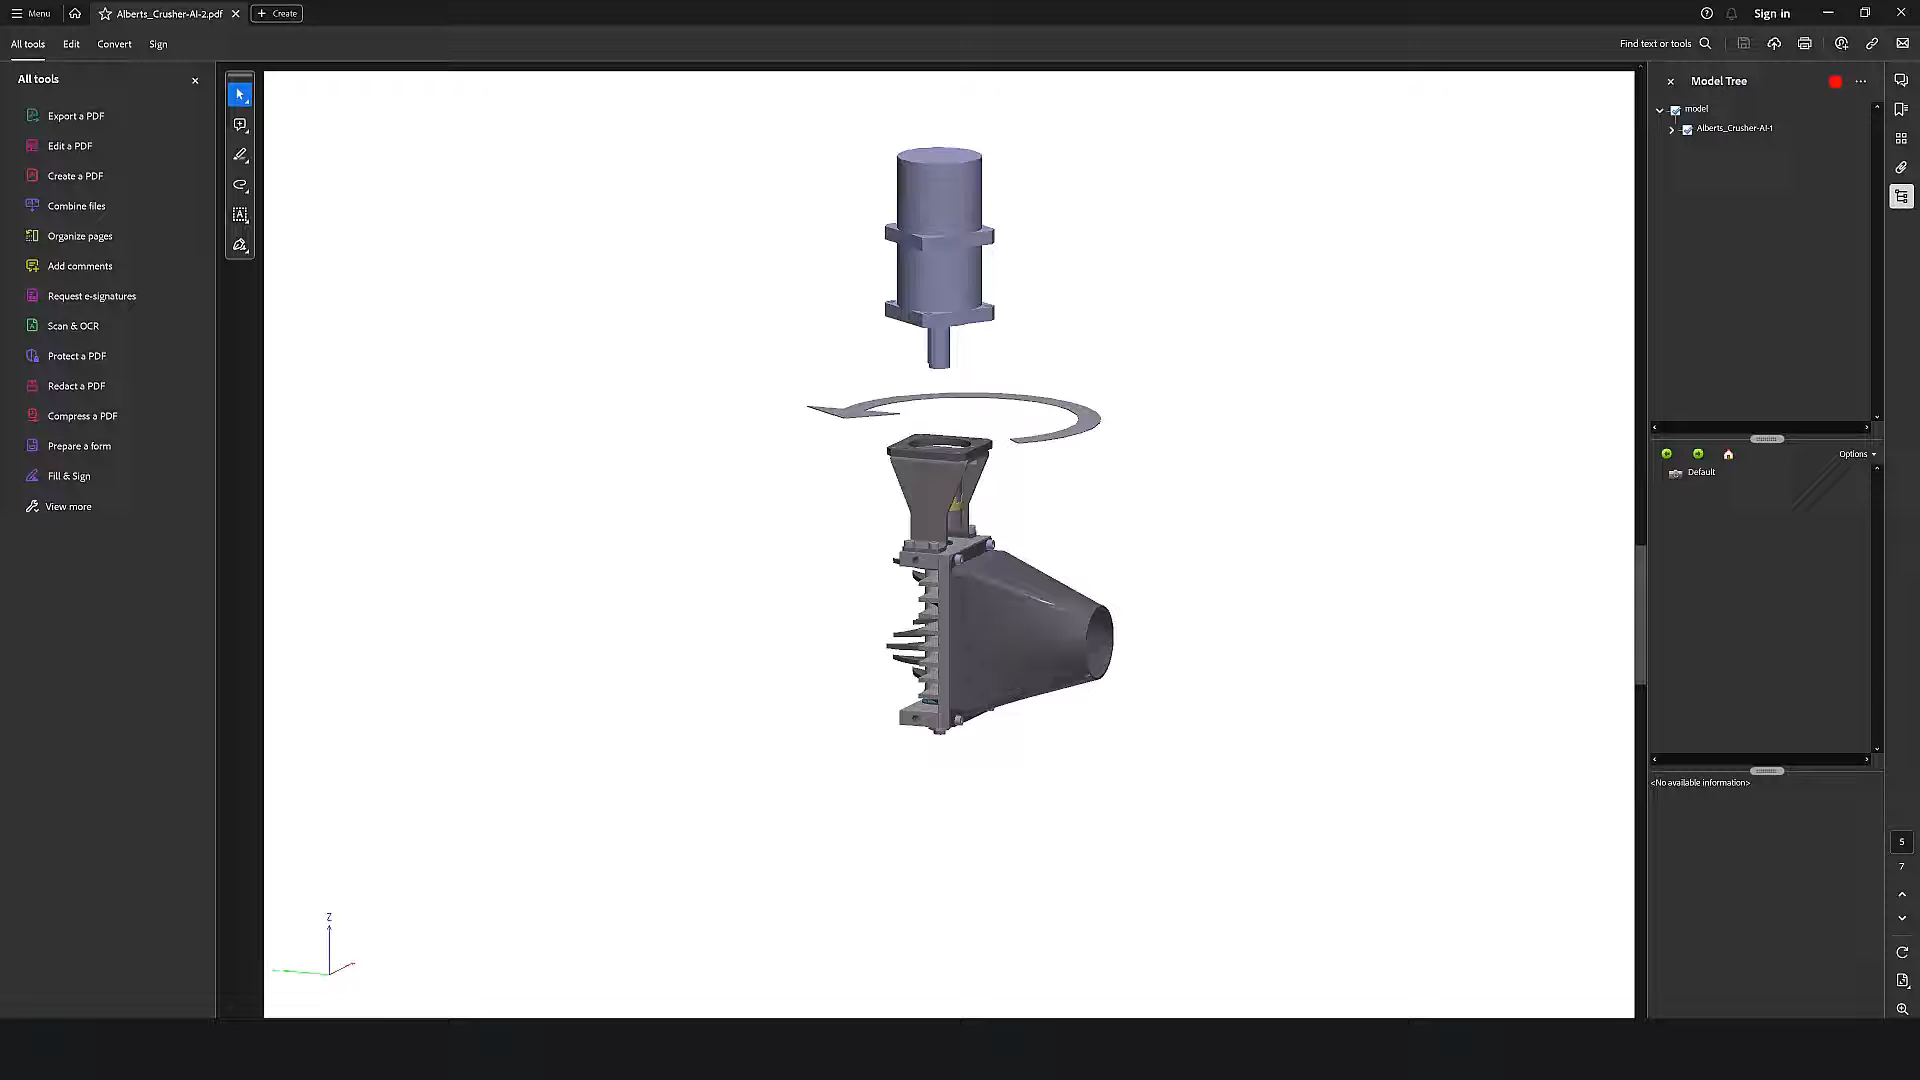 Menu
Alberts_Crusher-AI-2.pdf
Create
Sign in
All tools
Edit
Convert
Sign
Find text or tools
All tools
Export a PDF
Edit a PDF
Create a PDF
Combine files
Organize pages
Add comments
Request e-signatures
Scan & OCR
Protect a PDF
Redact a PDF
Compress a PDF
Prepare a form
Fill & Sign
View more
Z
Model Tree
model
Alberts_Crusher-AI-1
Options
Default
<No available information>
5
7